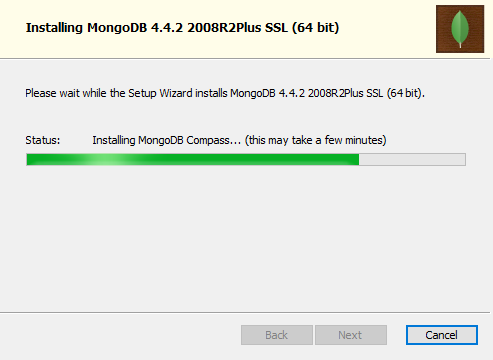 Installing MongoDB 4.4.2 2008R2Plus SSL (64 bit)
Please wait while the Setup Wizard installs MongoDB 4.4.2 2008R2Plus SSL (64 bit).
Status: Installing MongoDB Compass... (this may take a few minutes)
Back Next Cancel